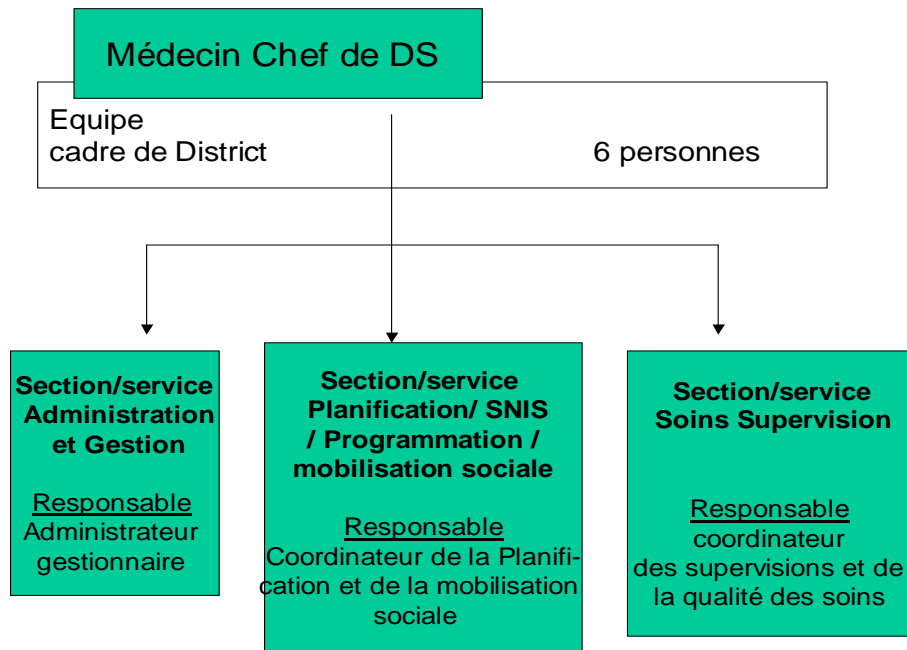 Médecin Chef de DS
Equipe
cadre de District 6 personnes
Section/service
Administration
et Gestion
Responsable
Administrateur
gestionnaire
Section/service
Planification/ SNIS
/ Programmation /
mobilisation sociale
Responsable
Coordinateur de la Planifi-
cation et de la mobilisation
sociale
Section/service
Soins Supervision
Responsable
coordinateur
des supervisions et de
la qualité des soins